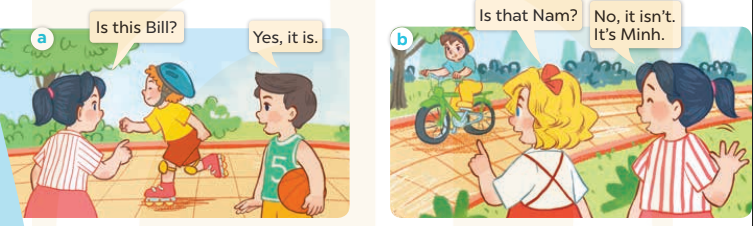 a
Is this Bill?
Yes, it is.
5
b
Is that Nam?
No, it isn't.
It's Minh.